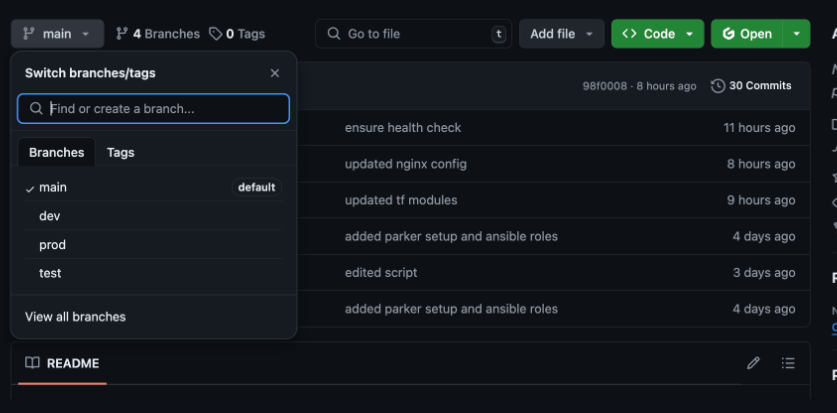 main
4 Branches
0 Tags
Go to file
t
Add file
Code
Open
Switch branches/tags
Find or create a branch...
98f0008 · 8 hours ago
30 Commits
Branches
Tags
ensure health check
11 hours ago
main
default
updated nginx config
8 hours ago
dev
updated tf modules
9 hours ago
prod
added parker setup and ansible roles
4 days ago
test
edited script
3 days ago
View all branches
added parker setup and ansible roles
4 days ago
README